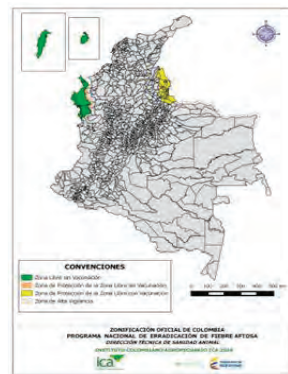 CONVENCIONES
Zona Libre sin Vacunación
Zona de Protección de la Zona Libre sin Vacunación
Zona de Protección de la Zona Libre con Vacunación
Zona de Alta Vigilancia
ZONIFICACIÓN OFICIAL DE COLOMBIA
PROGRAMA NACIONAL DE ERRADICACIÓN DE FIEBRE AFTOSA
DIRECCIÓN TÉCNICA DE SANIDAD ANIMAL
INSTITUTO COLOMBIANO AGROPECUARIO ICA 2014
ica